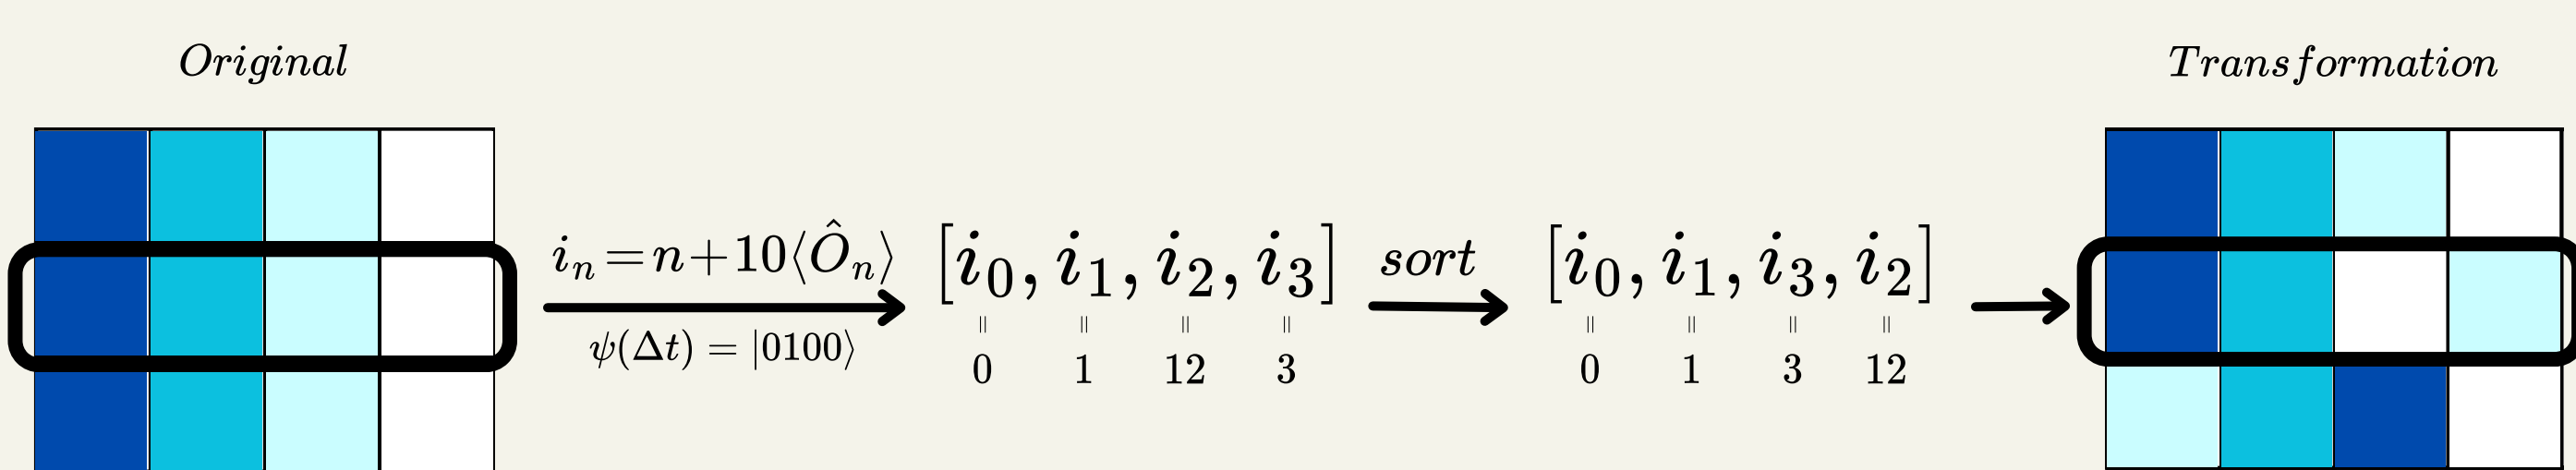 Original
Transformation
i_n = n + 10⟨Ô_n⟩
ψ(Δt) = |0100⟩
[i_0, i_1, i_2, i_3]
= = = =
0 1 12 3
sort
[i_0, i_1, i_3, i_2]
= = = =
0 1 3 12